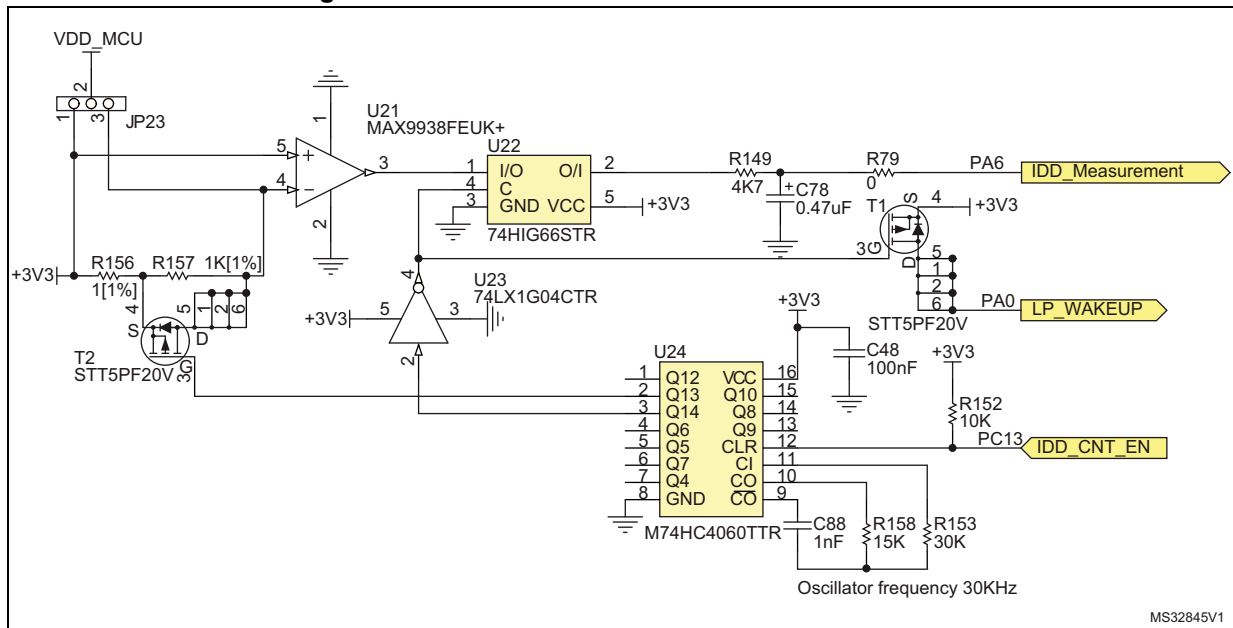 VDD_MCU
2
1
3
JP23
U21
MAX9938FEUK+
1
5
+
4
−
3
2
U22
1
I/O
O/I
2
4
C
3
GND
VCC
5
+3V3
74HIG66STR
R149
4K7
+
C78
0.47uF
R79
0
PA6
IDD_Measurement
T1
S
4
+3V3
3
G
D
5
1
2
6
PA0
LP_WAKEUP
STT5PF20V
+3V3
R156
1[1%]
R157
1K[1%]
4
5
1
2
6
S
D
T2
STT5PF20V
3
G
4
U23
74LX1G04CTR
+3V3
5
3
2
+3V3
C48
100nF
U24
1
Q12
VCC
16
2
Q13
Q10
15
3
Q14
Q8
14
4
Q6
Q9
13
5
Q5
CLR
12
6
Q7
CI
11
7
Q4
CO
10
8
GND
CO
9
M74HC4060TTR
+3V3
R152
10K
PC13
IDD_CNT_EN
C88
1nF
R158
15K
R153
30K
Oscillator frequency 30KHz
MS32845V1